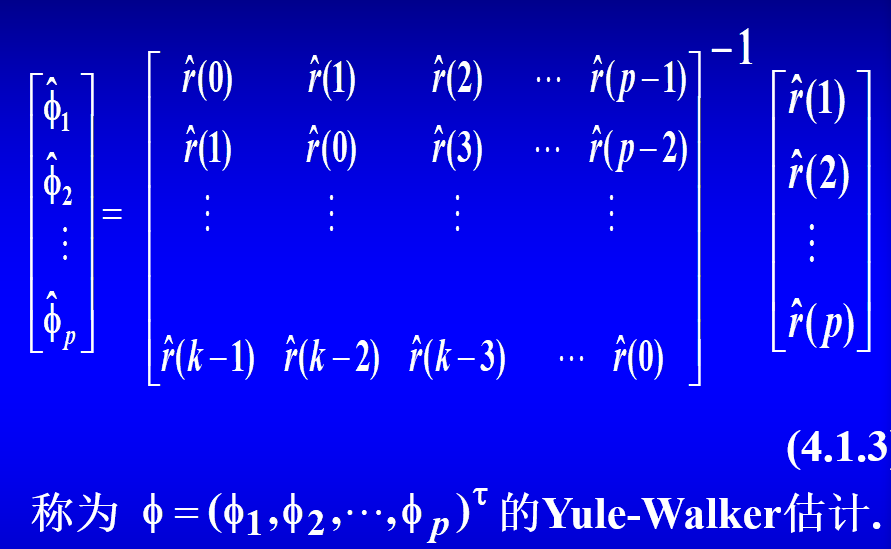 [ϕ̂₁ ϕ̂₂ ⋮ ϕ̂ₚ] = [r̂(0) r̂(1) r̂(2) ⋯ r̂(p−1)
r̂(1) r̂(0) r̂(3) ⋯ r̂(p−2)
⋮ ⋮ ⋮ ⋮
r̂(k−1) r̂(k−2) r̂(k−3) ⋯ r̂(0)]⁻¹ [r̂(1) r̂(2) ⋮ r̂(p)]
(4.1.3)
称为 ϕ = (ϕ₁,ϕ₂,⋯,ϕₚ)^τ 的Yule-Walker估计.